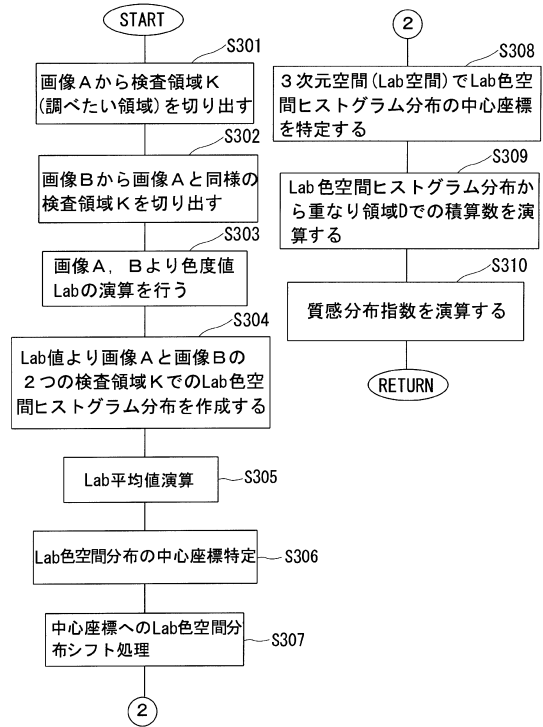 START
S301
画像Aから検査領域K
(調べたい領域)を切り出す
S302
画像Bから画像Aと同様の
検査領域Kを切り出す
S303
画像A, Bより色度値
Labの演算を行う
S304
Lab値より画像Aと画像Bの
2つの検査領域KでのLab色空
間ヒストグラム分布を作成する
Lab平均値演算
S305
Lab色空間分布の中心座標特定
S306
中心座標へのLab色空間分
布シフト処理
S307
2
2
S308
3次元空間(Lab空間)でLab色空
間ヒストグラム分布の中心座標
を特定する
S309
Lab色空間ヒストグラム分布か
ら重なり領域Dでの積算数を演
算する
S310
質感分布指数を演算する
RETURN